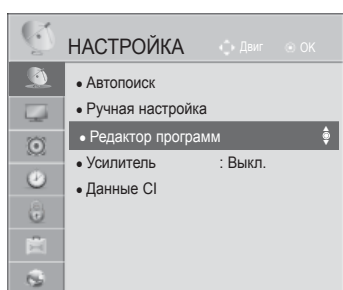 НАСТРОЙКА Двиг OK
• Автопоиск
• Ручная настройка
• Редактор программ
• Усилитель : Выкл.
• Данные CI